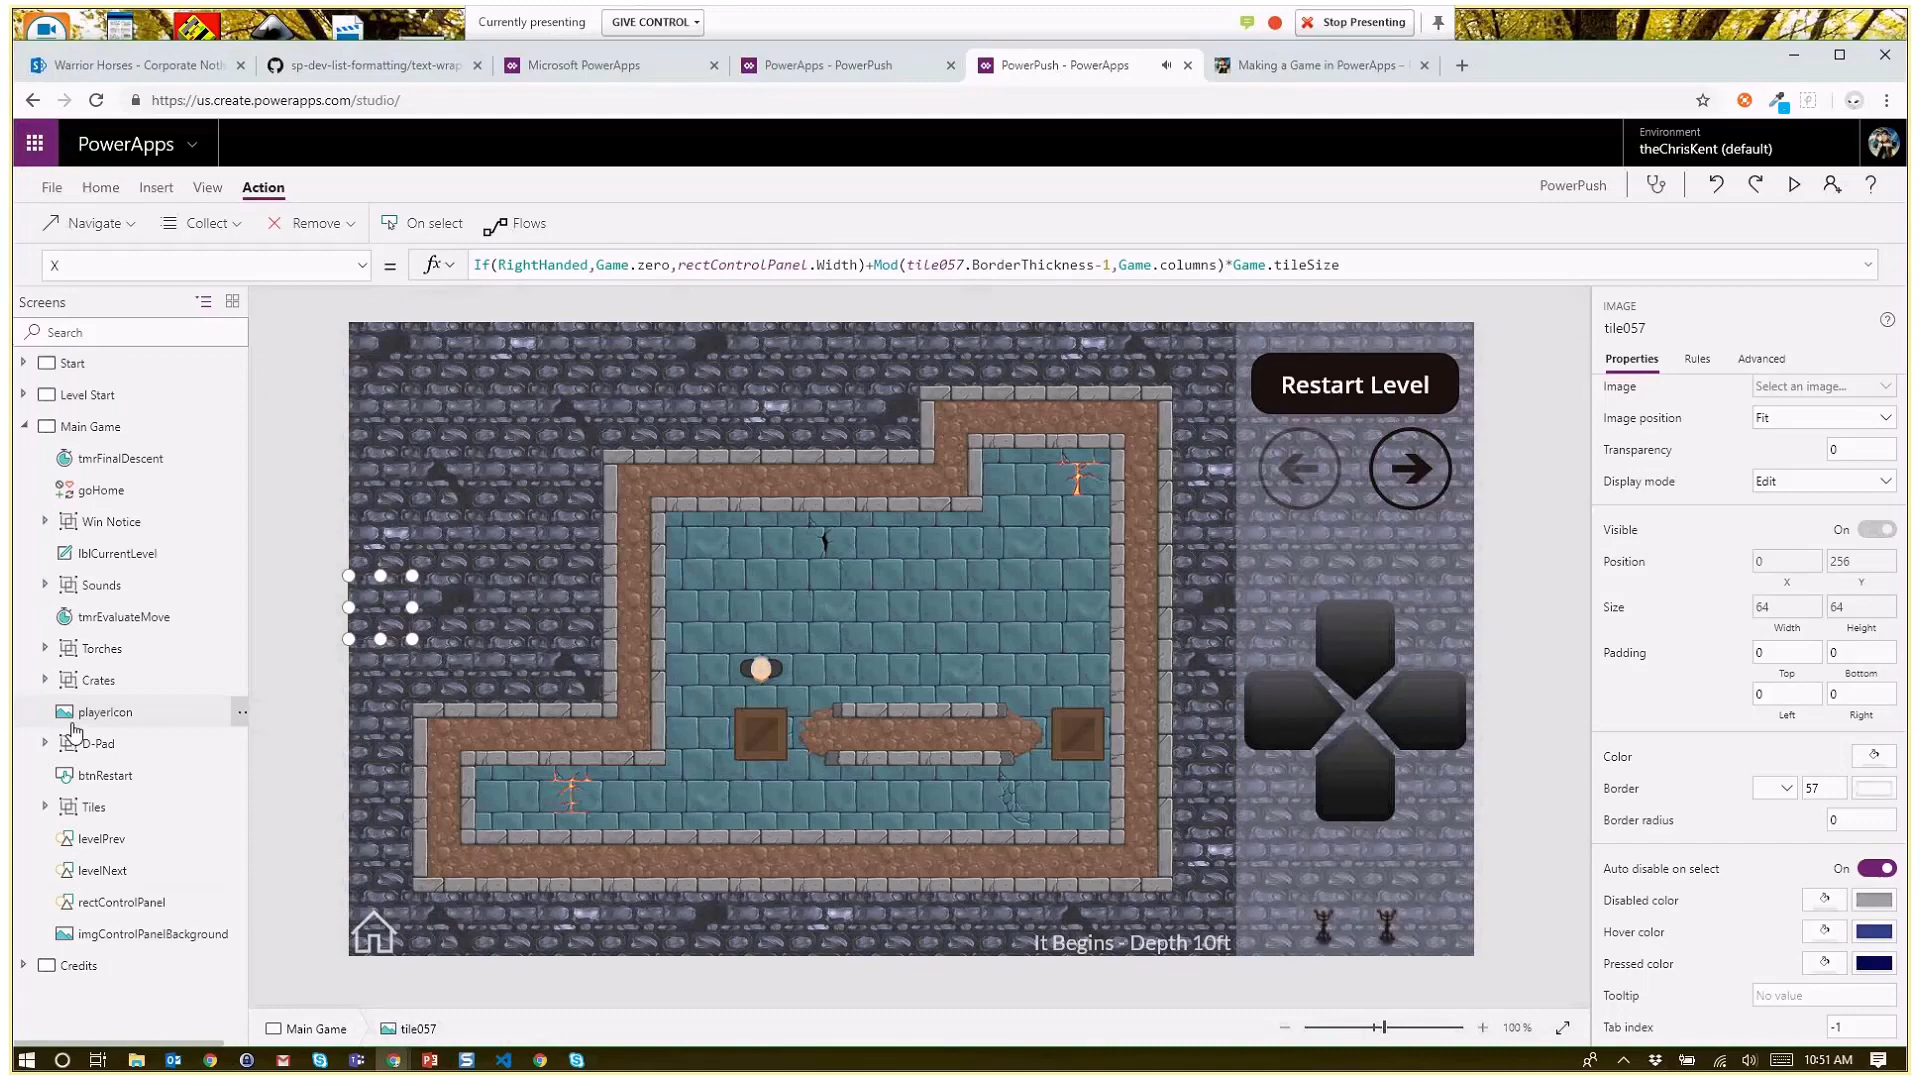 Currently presenting
GIVE CONTROL
Stop Presenting
Warrior Horses - Corporate Noth
sp-dev-list-formatting/text-wrap
Microsoft PowerApps
PowerApps - PowerPush
PowerPush - PowerApps
Making a Game in PowerApps –
https://us.create.powerapps.com/studio/
PowerApps
Environment
theChrisKent (default)
File
Home
Insert
View
Action
PowerPush
Navigate
Collect
Remove
On select
Flows
X
=
fx
If(RightHanded,Game.zero,rectControlPanel.Width)+Mod(tile057.BorderThickness-1,Game.columns)*Game.tileSize
Screens
Search
Start
Level Start
Main Game
tmrFinalDescent
goHome
Win Notice
lblCurrentLevel
Sounds
tmrEvaluateMove
Torches
Crates
playerIcon
D-Pad
btnRestart
Tiles
levelPrev
levelNext
rectControlPanel
imgControlPanelBackground
Credits
Restart Level
It Begins - Depth 10ft
Main Game
tile057
100 %
IMAGE
tile057
Properties
Rules
Advanced
Image
Select an image...
Image position
Fit
Transparency
0
Display mode
Edit
Visible
On
Position
0
256
X
Y
Size
64
64
Width
Height
Padding
0
0
Top
Bottom
0
0
Left
Right
Color
Border
57
Border radius
0
Auto disable on select
On
Disabled color
Hover color
Pressed color
Tooltip
No value
Tab index
-1
10:51 AM